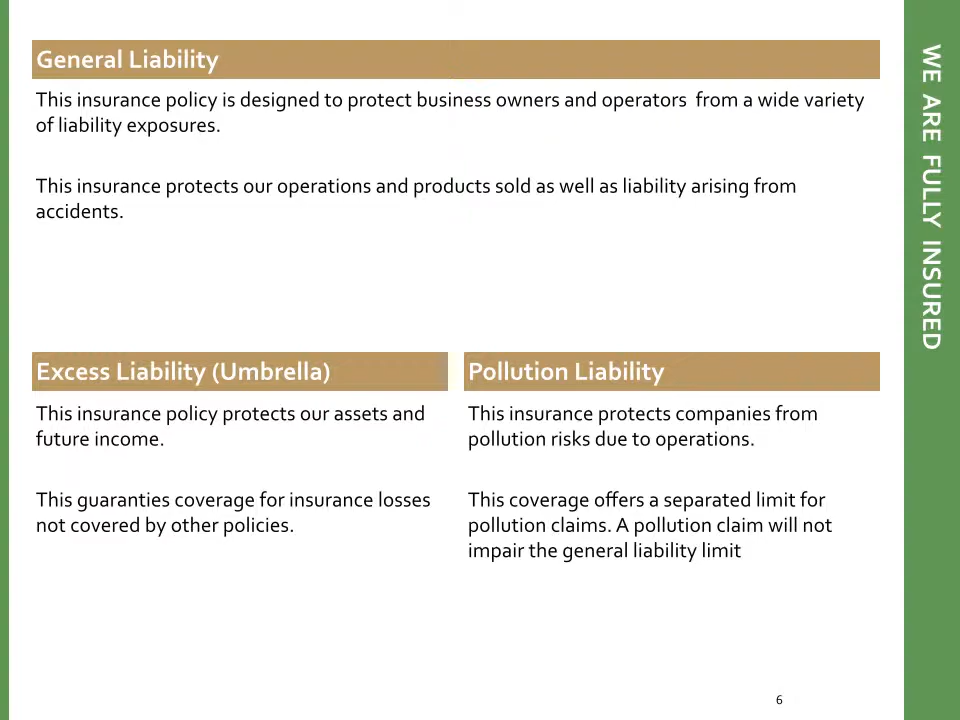 General Liability
This insurance policy is designed to protect business owners and operators  from a wide variety
of liability exposures.
This insurance protects our operations and products sold as well as liability arising from
accidents.
Excess Liability (Umbrella)
This insurance policy protects our assets and
future income.
This guaranties coverage for insurance losses
not covered by other policies.
Pollution Liability
This insurance protects companies from
pollution risks due to operations.
This coverage offers a separated limit for
pollution claims. A pollution claim will not
impair the general liability limit
WE ARE FULLY INSURED
6